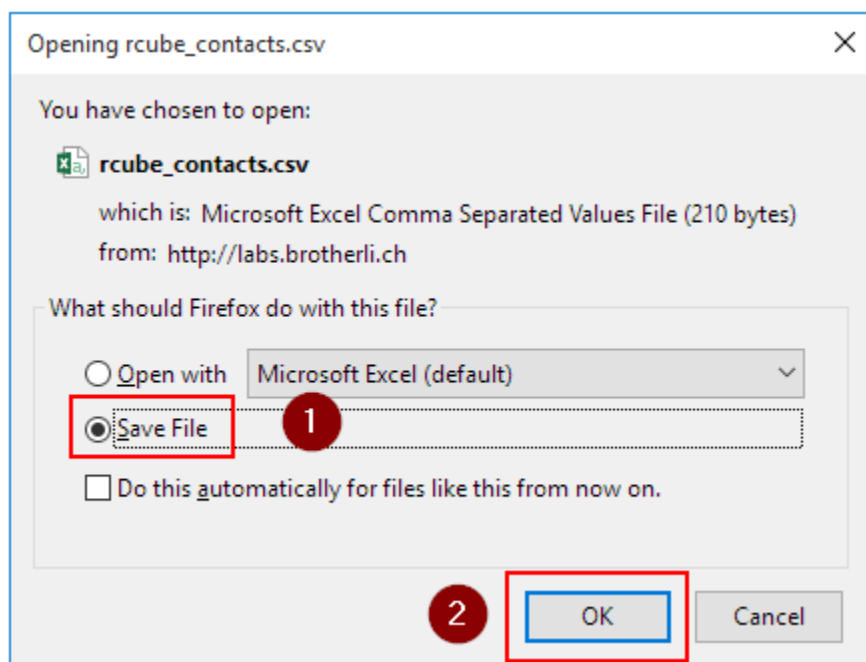 Opening rcube_contacts.csv
You have chosen to open:
rcube_contacts.csv
which is: Microsoft Excel Comma Separated Values File (210 bytes)
from: http://labs.brotherli.ch
What should Firefox do with this file?
Open with Microsoft Excel (default)
Save File 1
Do this automatically for files like this from now on.
2 OK Cancel